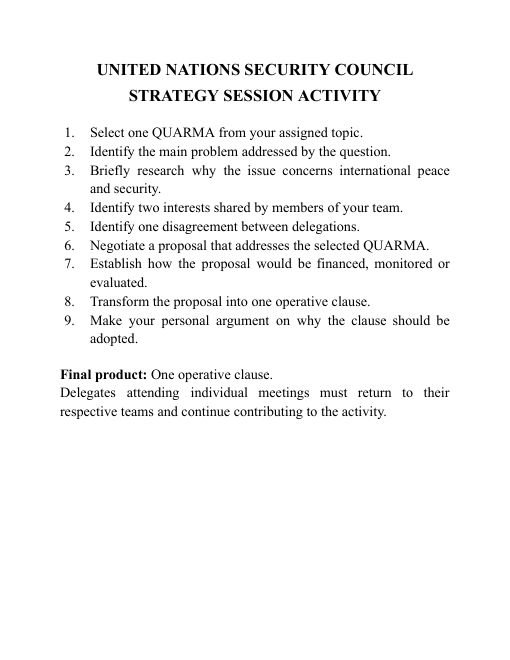 UNITED NATIONS SECURITY COUNCIL
STRATEGY SESSION ACTIVITY
1. Select one QUARMA from your assigned topic.
2. Identify the main problem addressed by the question.
3. Briefly research why the issue concerns international peace
and security.
4. Identify two interests shared by members of your team.
5. Identify one disagreement between delegations.
6. Negotiate a proposal that addresses the selected QUARMA.
7. Establish how the proposal would be financed, monitored or
evaluated.
8. Transform the proposal into one operative clause.
9. Make your personal argument on why the clause should be
adopted.
Final product: One operative clause.
Delegates attending individual meetings must return to their
respective teams and continue contributing to the activity.